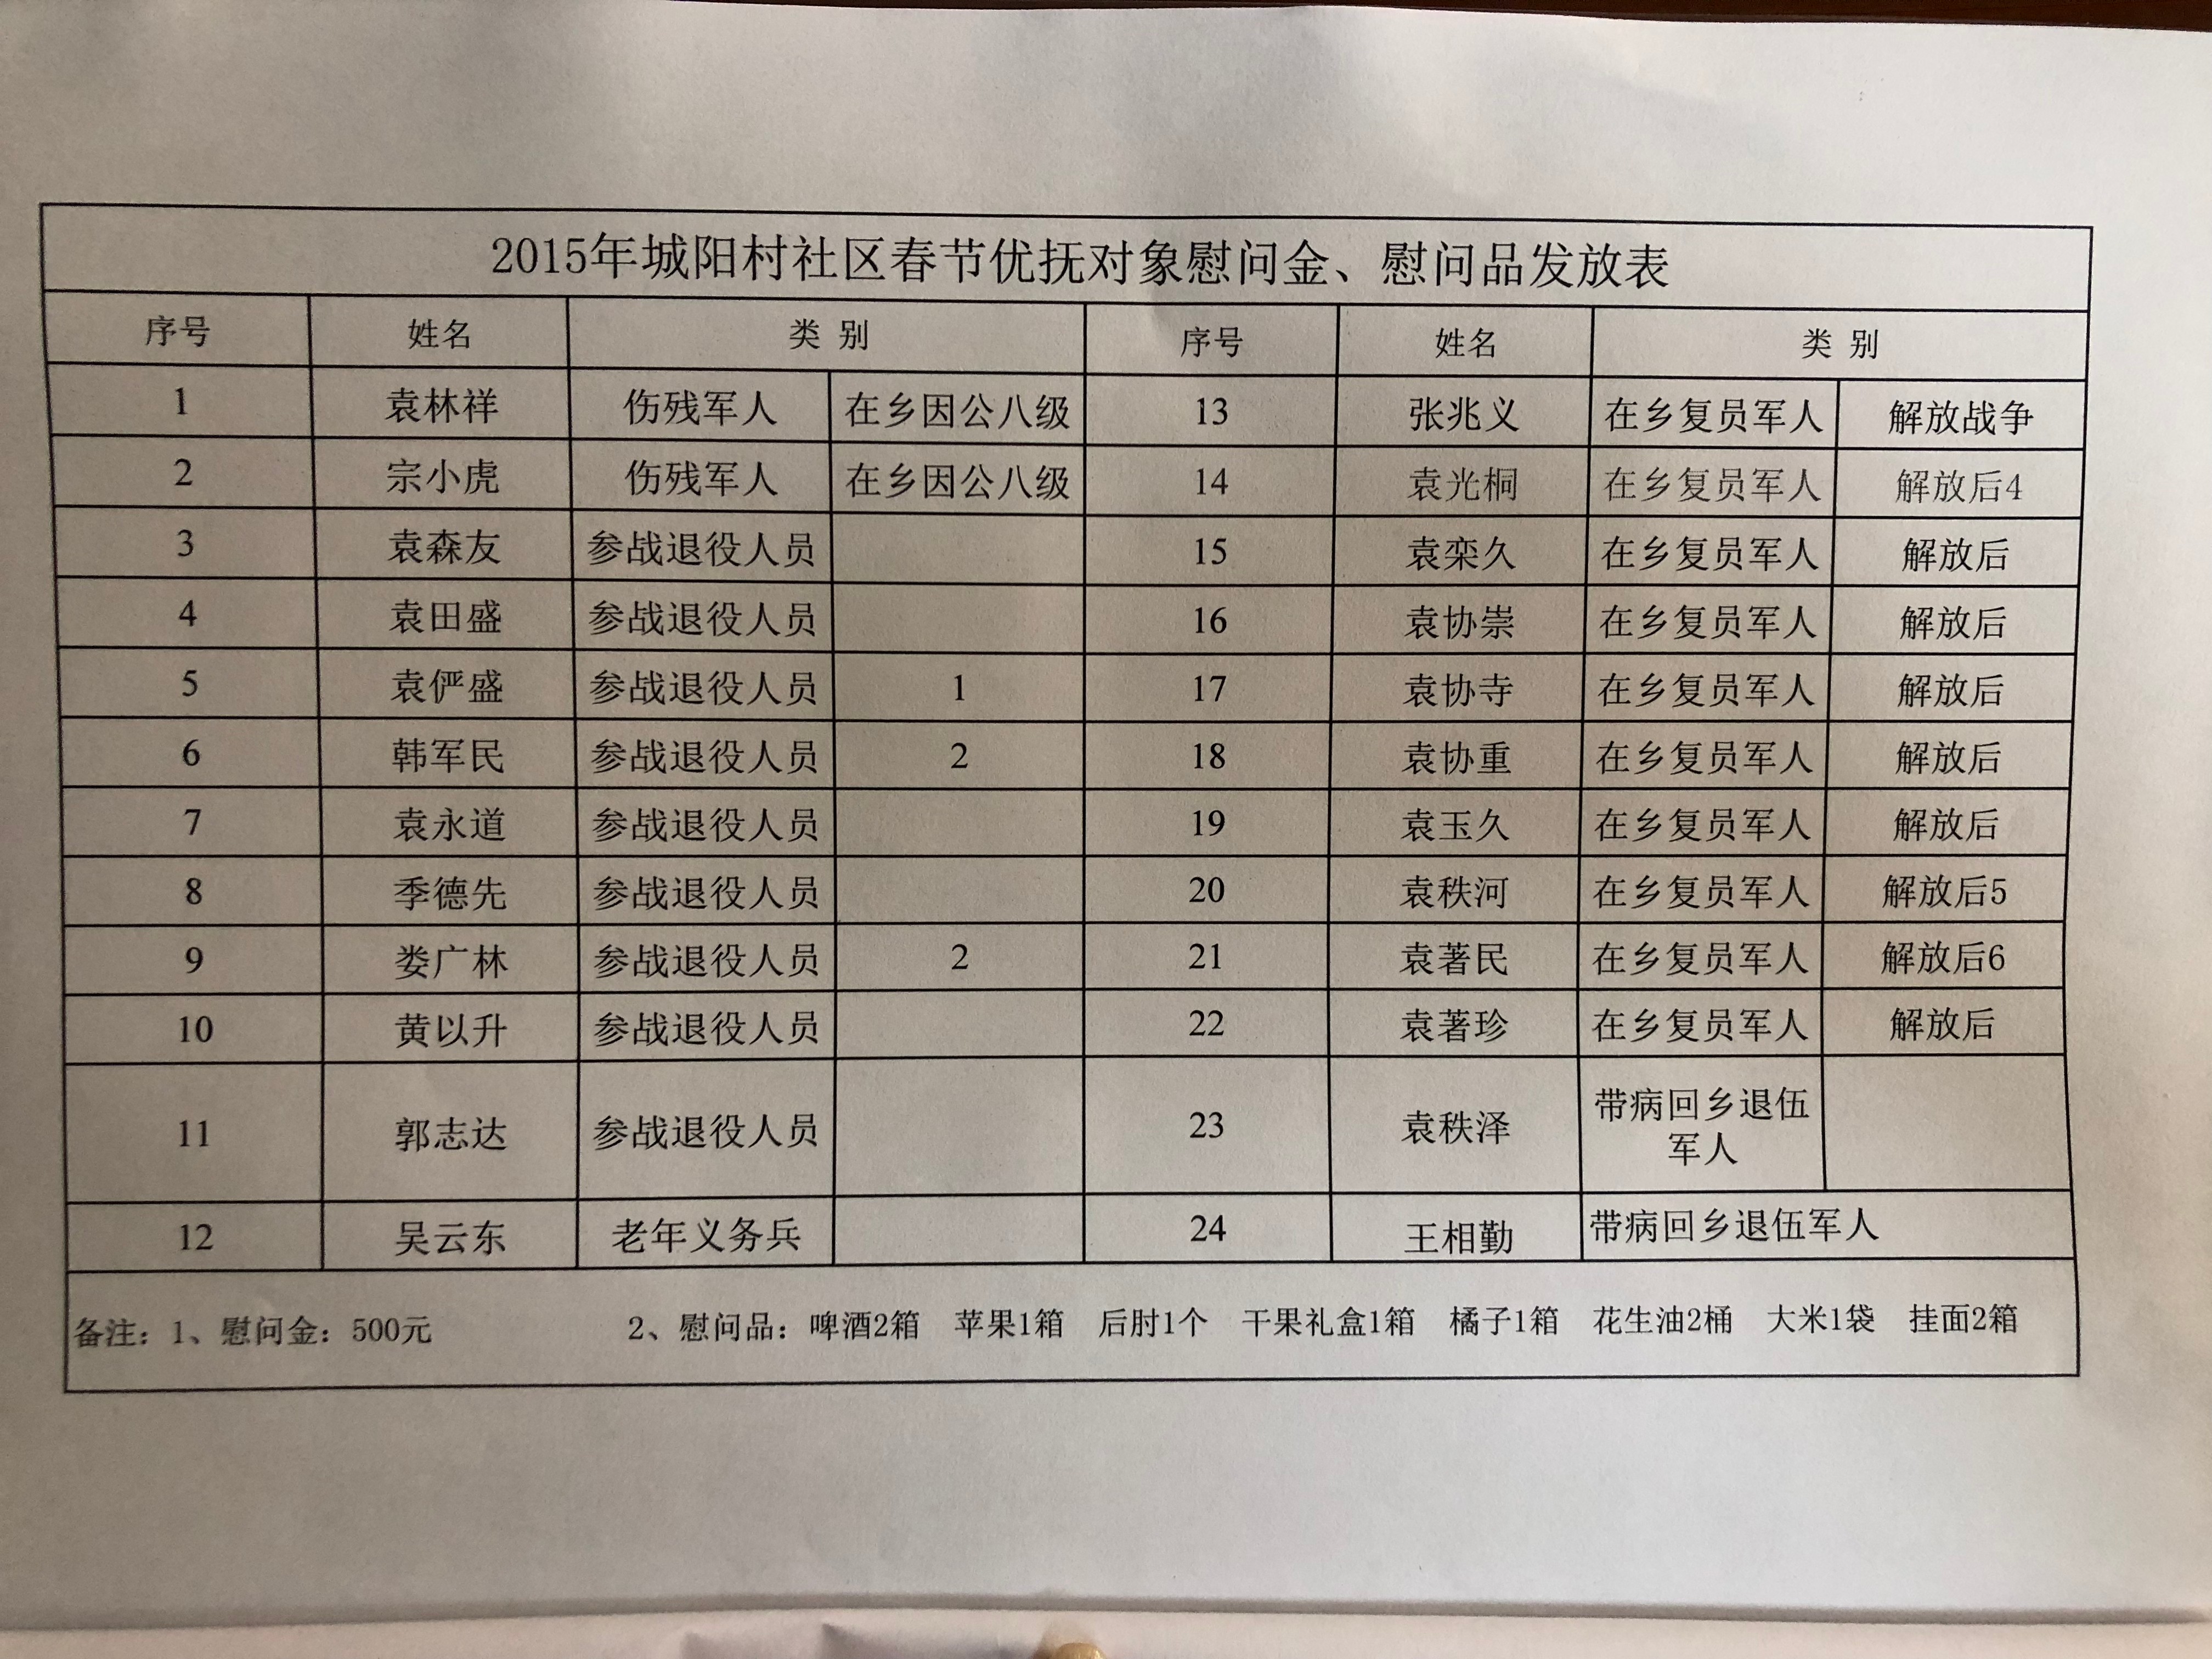 2015年城阳村社区春节优抚对象慰问金、慰问品发放表
序号 姓名 类 别 序号 姓名 类 别
1 袁林祥 伤残军人 在乡因公八级 13 张兆义 在乡复员军人 解放战争
2 宗小虎 伤残军人 在乡因公八级 14 袁光桐 在乡复员军人 解放后4
3 袁森友 参战退役人员 15 袁栾久 在乡复员军人 解放后
4 袁田盛 参战退役人员 16 袁协崇 在乡复员军人 解放后
5 袁俨盛 参战退役人员 1 17 袁协寺 在乡复员军人 解放后
6 韩军民 参战退役人员 2 18 袁协重 在乡复员军人 解放后
7 袁永道 参战退役人员 19 袁玉久 在乡复员军人 解放后
8 季德先 参战退役人员 20 袁秩河 在乡复员军人 解放后5
9 娄广林 参战退役人员 2 21 袁著民 在乡复员军人 解放后6
10 黄以升 参战退役人员 22 袁著珍 在乡复员军人 解放后
11 郭志达 参战退役人员 23 袁秩泽 带病回乡退伍
军人
12 吴云东 老年义务兵 24 王相勤 带病回乡退伍军人
备注：1、慰问金：500元 2、慰问品：啤酒2箱 苹果1箱 后肘1个 干果礼盒1箱 橘子1箱 花生油2桶 大米1袋 挂面2箱